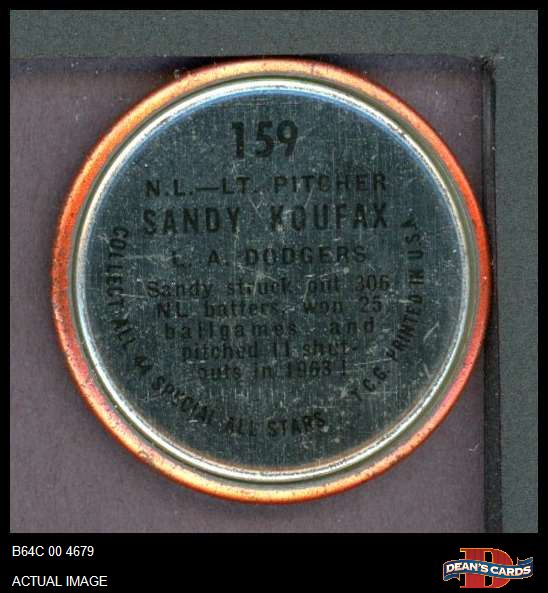 159
N.L.—LT. PITCHER
SANDY KOUFAX
L. A. DODGERS
Sandy struck out 306
N.L. batters, won 25
ballgames and
pitched 11 shut-
outs in 1963!
COLLECT ALL 44 SPECIAL ALL STARS
T.C.G. PRINTED IN U.S.A.
B64C 00 4679
ACTUAL IMAGE
D
DEAN'S CARDS